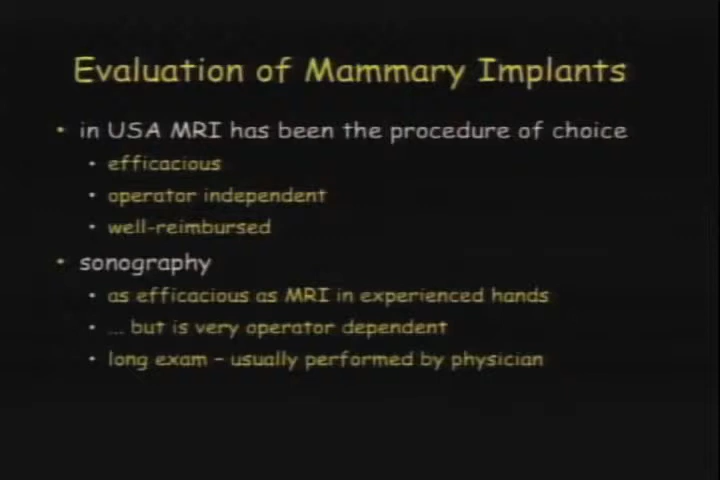 Evaluation of Mammary Implants
• in USA MRI has been the procedure of choice
• efficacious
• operator independent
• well-reimbursed
• sonography
• as efficacious as MRI in experienced hands
• ... but is very operator dependent
• long exam – usually performed by physician